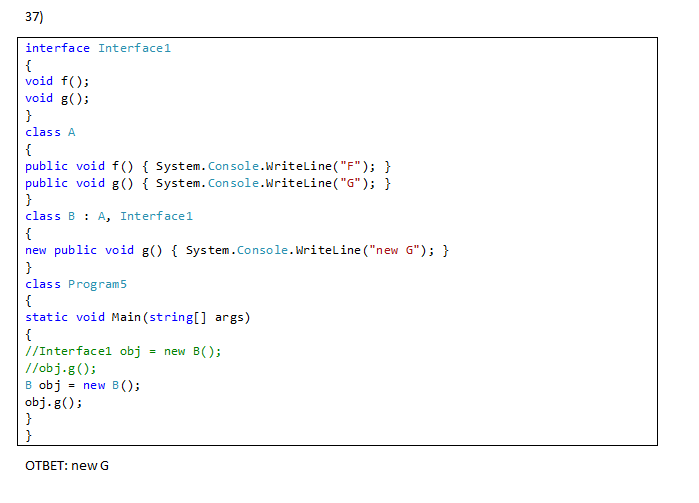 37)
interface Interface1
{
void f();
void g();
}
class A
{
public void f() { System.Console.WriteLine("F"); }
public void g() { System.Console.WriteLine("G"); }
}
class B : A, Interface1
{
new public void g() { System.Console.WriteLine("new G"); }
}
class Program5
{
static void Main(string[] args)
{
//Interface1 obj = new B();
//obj.g();
B obj = new B();
obj.g();
}
}
ОТВЕТ: new G